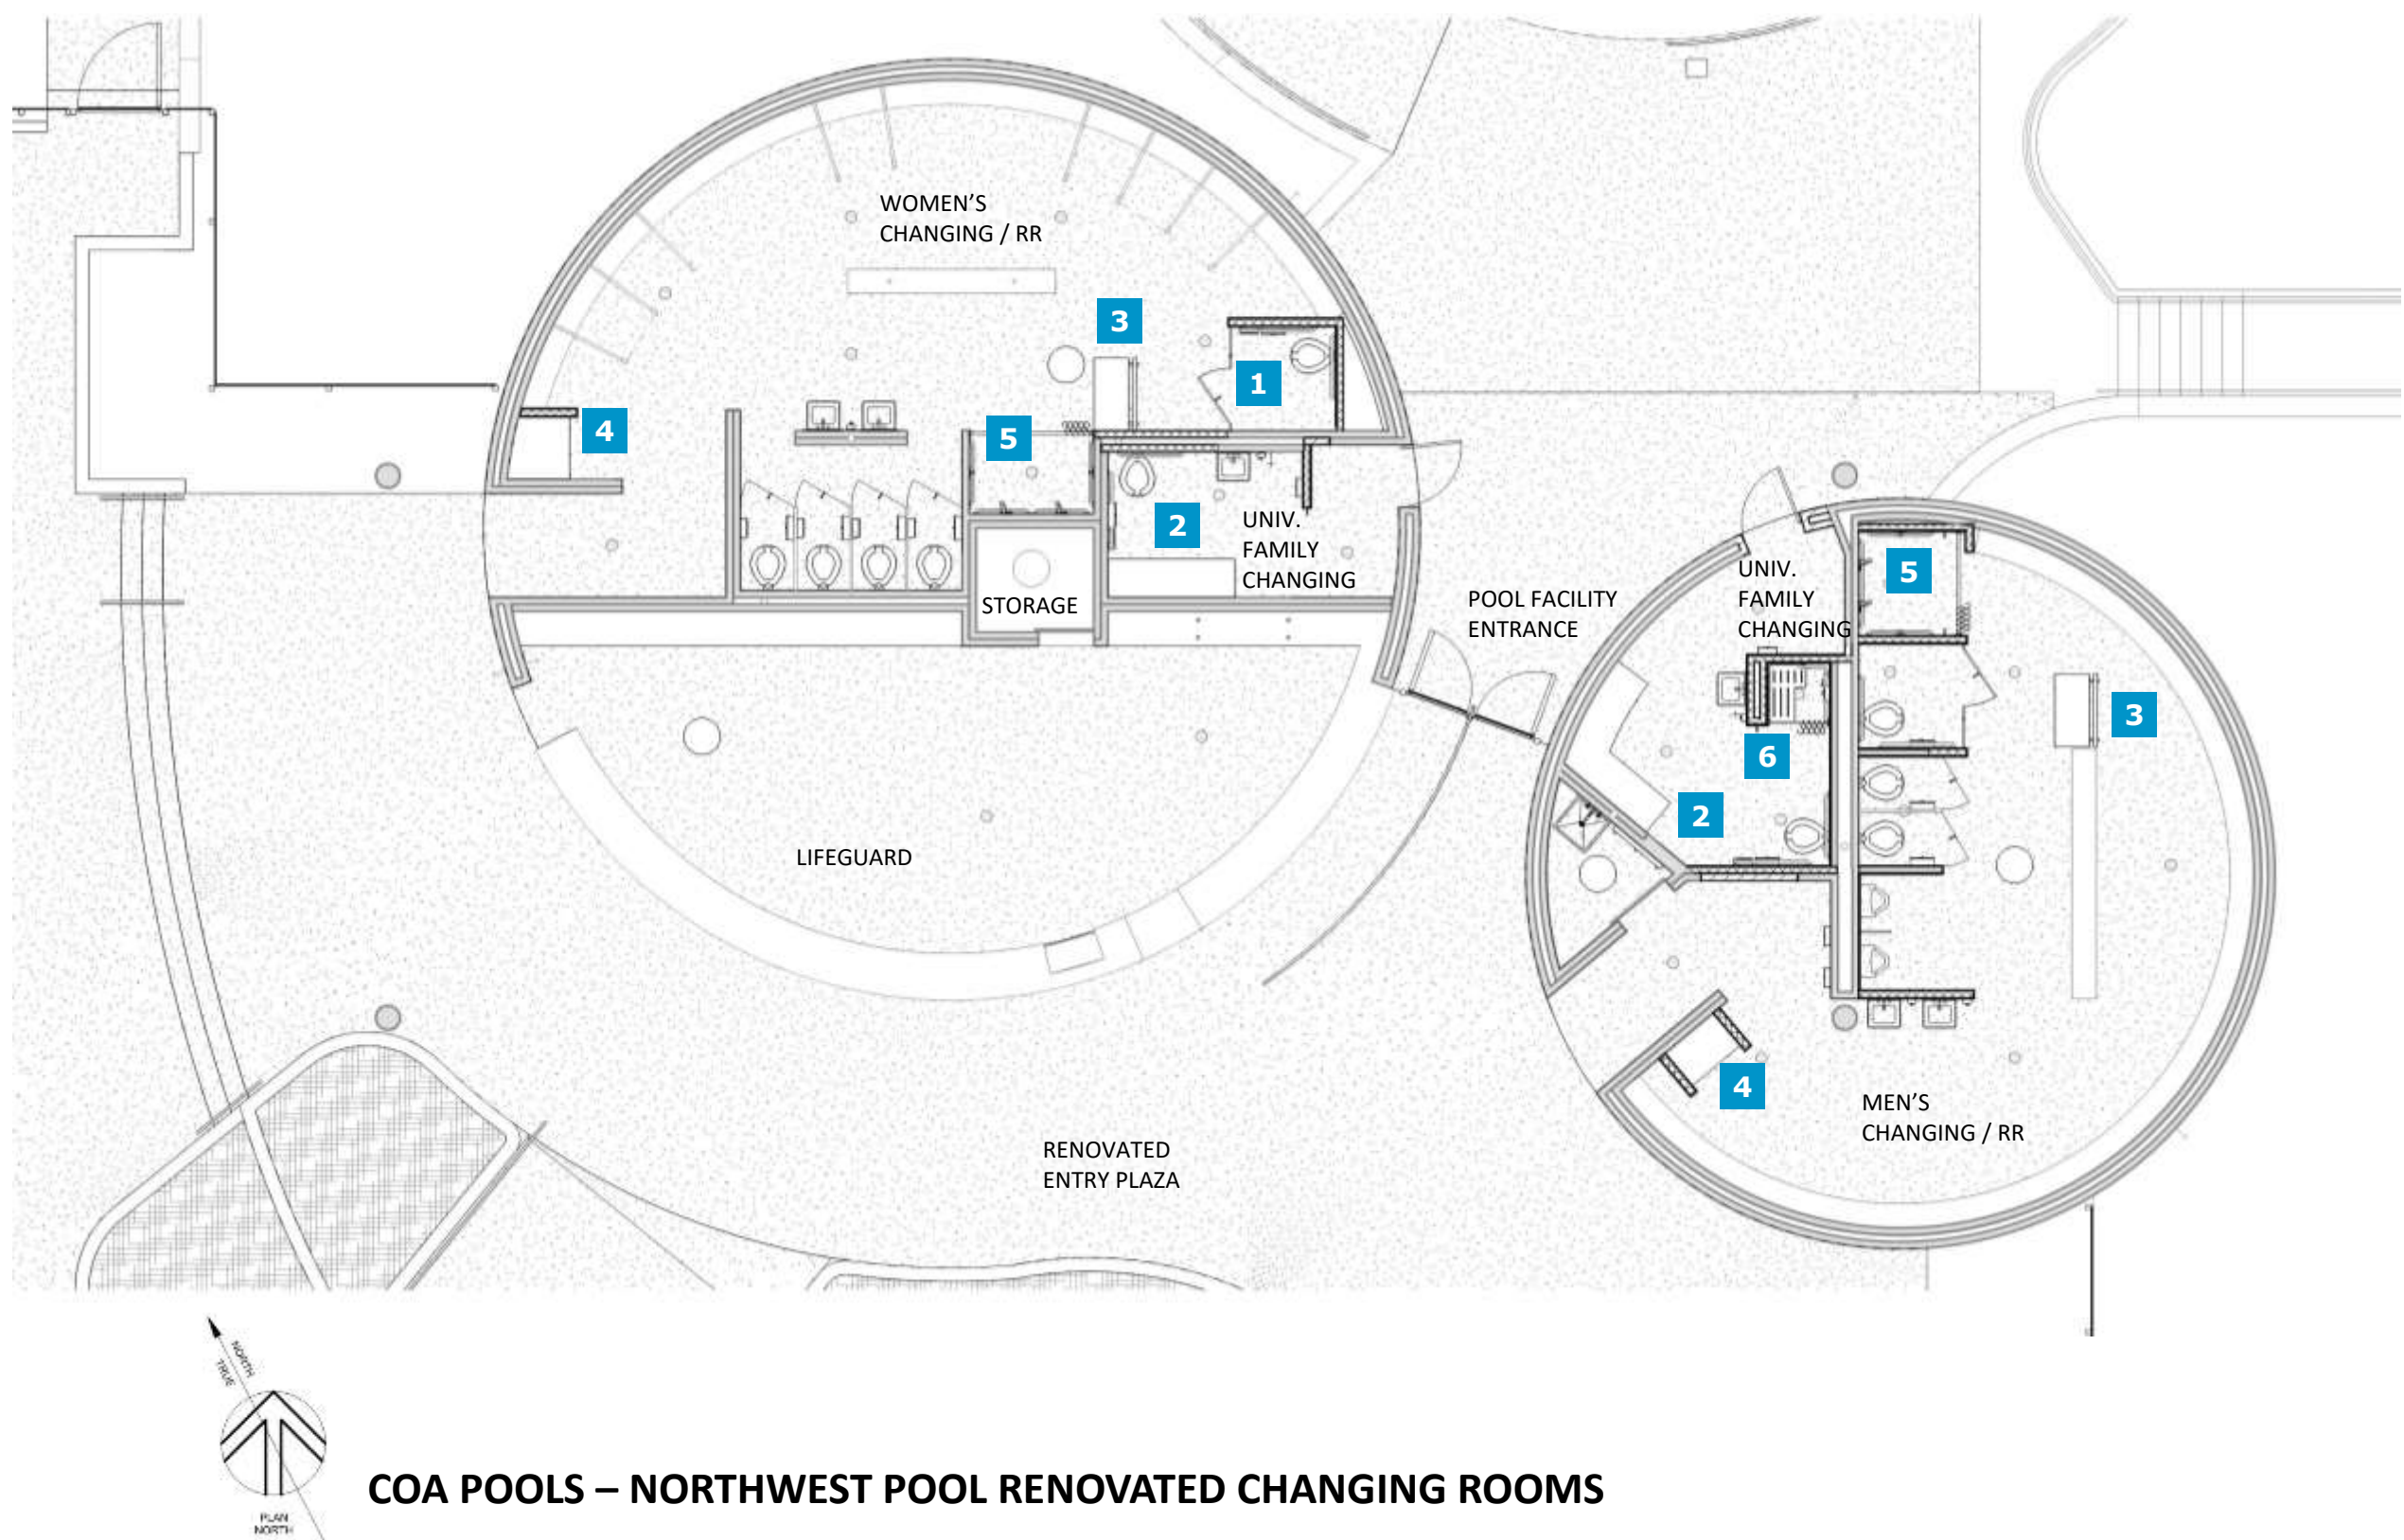 WOMEN'S
CHANGING / RR
3
1
4
5
2
UNIV.
FAMILY
CHANGING
STORAGE
POOL FACILITY
ENTRANCE
UNIV.
FAMILY
CHANGING
5
3
6
2
LIFEGUARD
4
MEN'S
CHANGING / RR
RENOVATED
ENTRY PLAZA
NORTH
TRUE
PLAN
NORTH
COA POOLS – NORTHWEST POOL RENOVATED CHANGING ROOMS